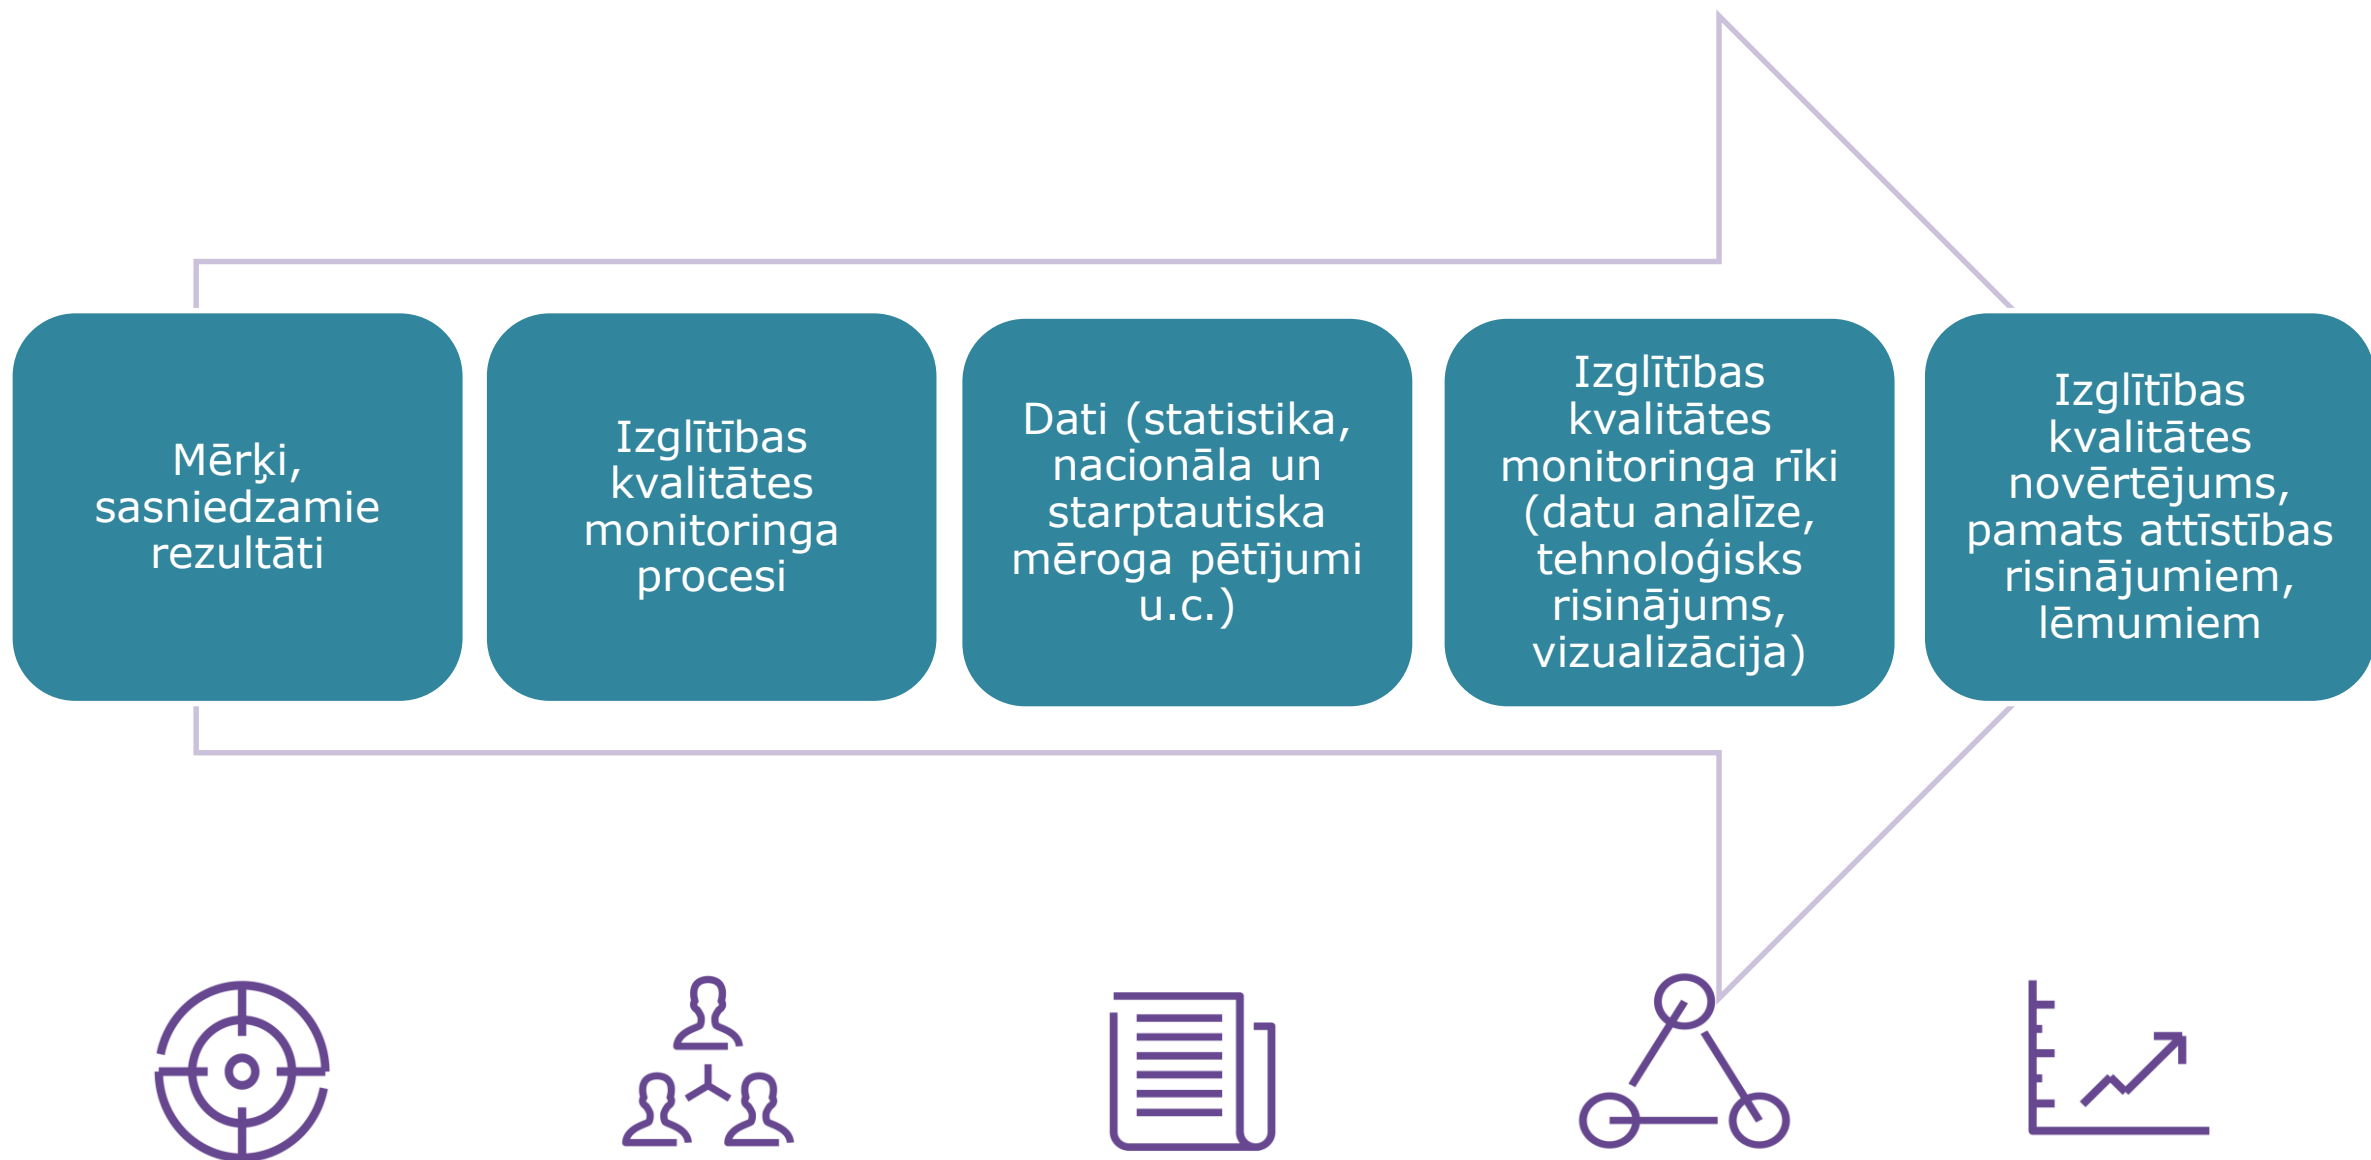 Mērķi,
sasniedzamie
rezultāti
Izglītības
kvalitātes
monitoringa
procesi
Dati (statistika,
nacionāla un
starptautiska
mēroga pētījumi
u.c.)
Izglītības
kvalitātes
monitoringa rīki
(datu analīze,
tehnoloģisks
risinājums,
vizualizācija)
Izglītības
kvalitātes
novērtējums,
pamats attīstības
risinājumiem,
lēmumiem